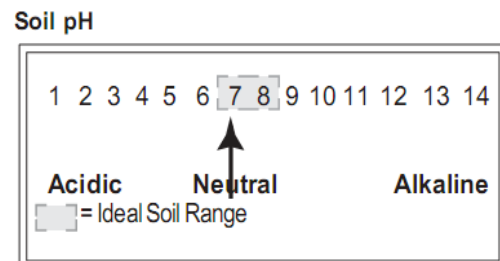 Soil pH
1 2 3 4 5 6 7 8 9 10 11 12 13 14
Acidic Neutral Alkaline
= Ideal Soil Range